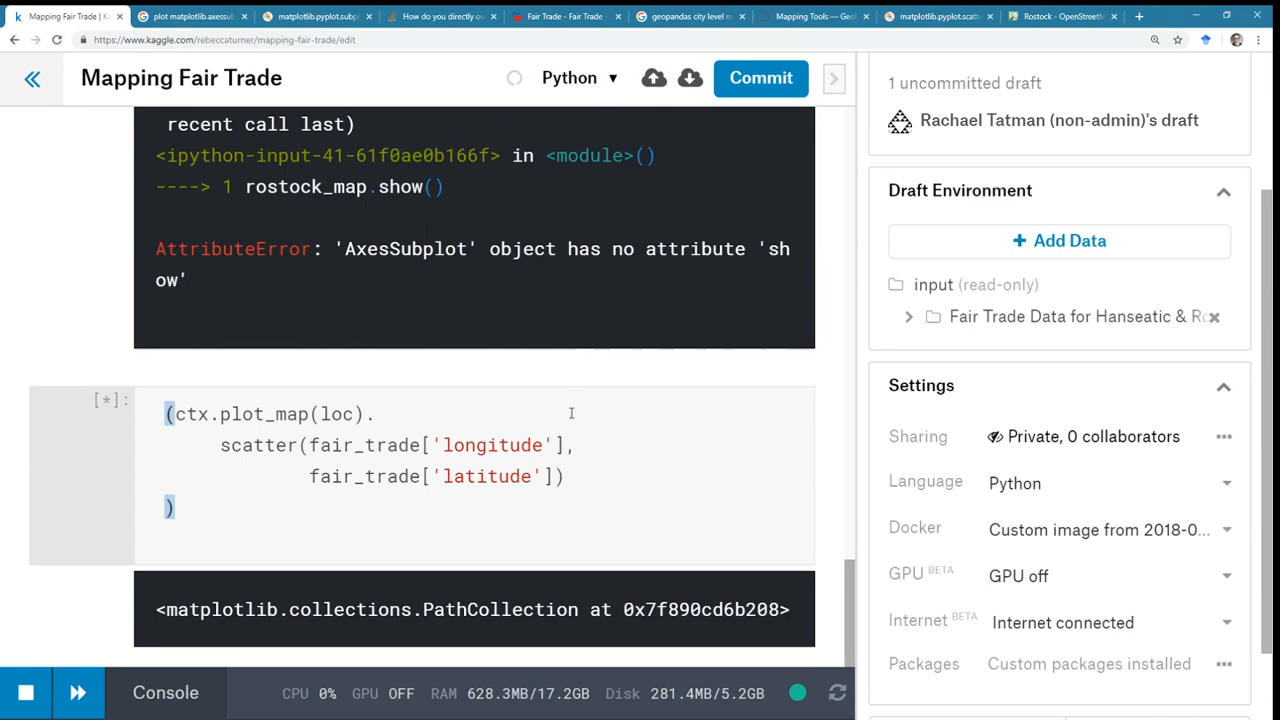 Mapping Fair Trade | K
plot matplotlib.axessub
matplotlib.pyplot.subpl
How do you directly ov
Fair Trade - Fair Trade -
geopandas city level m
Mapping Tools — Geo
matplotlib.pyplot.scatt
Rostock - OpenStreetM
https://www.kaggle.com/rebeccaturner/mapping-fair-trade/edit
Mapping Fair Trade
Python
Commit
recent call last)
<ipython-input-41-61f0ae0b166f> in <module>()
----> 1 rostock_map.show()
AttributeError: 'AxesSubplot' object has no attribute 'sh
ow'
[*]:
(ctx.plot_map(loc).
scatter(fair_trade['longitude'],
fair_trade['latitude'])
)
<matplotlib.collections.PathCollection at 0x7f890cd6b208>
Console
CPU 0% GPU OFF RAM 628.3MB/17.2GB Disk 281.4MB/5.2GB
1 uncommitted draft
Rachael Tatman (non-admin)'s draft
Draft Environment
+ Add Data
input (read-only)
Fair Trade Data for Hanseatic & Ro
Settings
Sharing Private, 0 collaborators
Language Python
Docker Custom image from 2018-0...
GPU BETA GPU off
Internet BETA Internet connected
Packages Custom packages installed